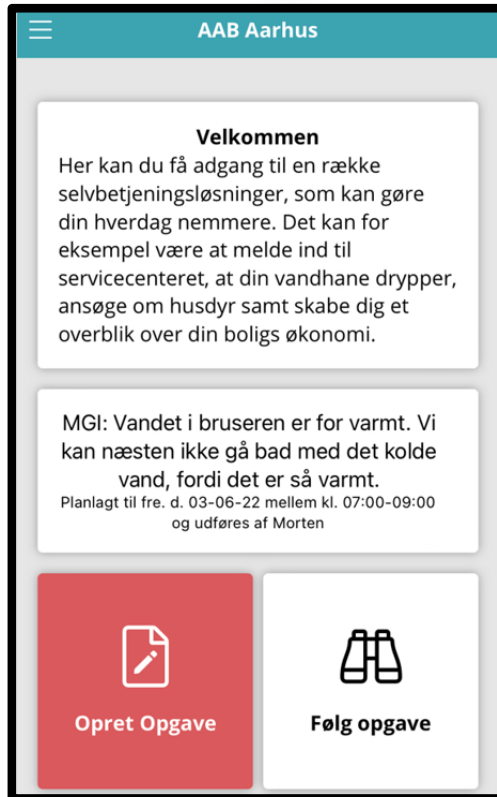 AAB Aarhus
Velkommen
Her kan du få adgang til en række
selvbetjeningsløsninger, som kan gøre
din hverdag nemmere. Det kan for
eksempel være at melde ind til
servicecenteret, at din vandhane drypper,
ansøge om husdyr samt skabe dig et
overblik over din boligs økonomi.
MGI: Vandet i bruseren er for varmt. Vi
kan næsten ikke gå bad med det kolde
vand, fordi det er så varmt.
Planlagt til fre. d. 03-06-22 mellem kl. 07:00-09:00
og udføres af Morten
Opret Opgave
Følg opgave